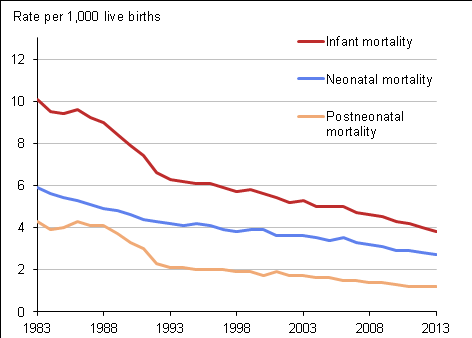 Rate per 1,000 live births
12
10
8
6
4
2
0
Infant mortality
Neonatal mortality
Postneonatal
mortality
1983 1988 1993 1998 2003 2008 2013